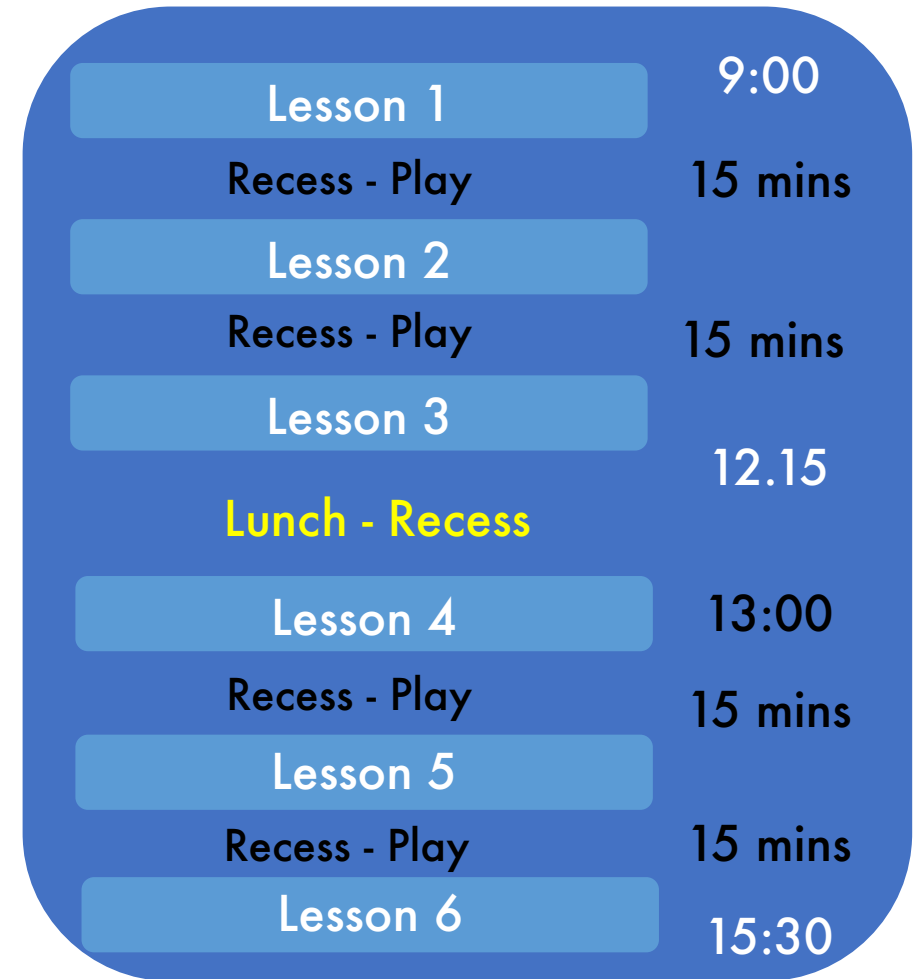 Lesson 1 9:00
Recess - Play 15 mins
Lesson 2
Recess - Play 15 mins
Lesson 3
12.15
Lunch - Recess
Lesson 4 13:00
Recess - Play 15 mins
Lesson 5
Recess - Play 15 mins
Lesson 6 15:30